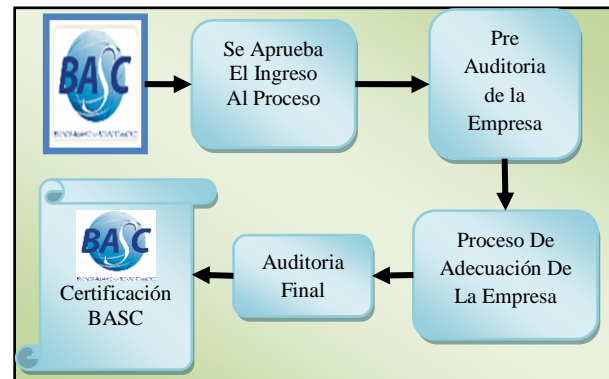 BASC
Se Aprueba
El Ingreso
Al Proceso
Pre
Auditoria
de la
Empresa
Proceso De
Adecuación De
La Empresa
Auditoria
Final
BASC
Certificación
BASC